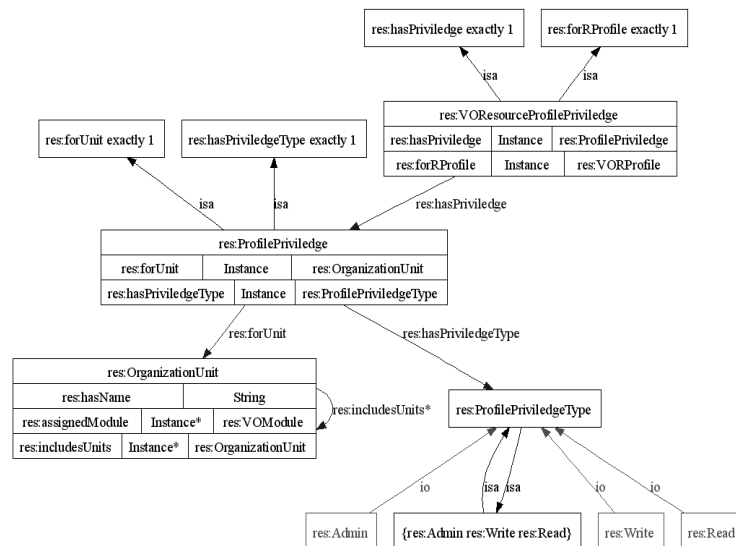 res:hasPriviledge exactly 1
res:forRProfile exactly 1
isa
isa
res:VOResourceProfilePriviledge
res:hasPriviledge Instance res:ProfilePriviledge
res:forRProfile Instance res:VORProfile
res:forUnit exactly 1
res:hasPriviledgeType exactly 1
isa
isa
res:hasPriviledge
res:ProfilePriviledge
res:forUnit Instance res:OrganizationUnit
res:hasPriviledgeType Instance res:ProfilePriviledgeType
res:forUnit
res:hasPriviledgeType
res:OrganizationUnit
res:hasName String
res:assignedModule Instance* res:VOModule
res:includesUnits Instance* res:OrganizationUnit
res:includesUnits*
res:ProfilePriviledgeType
io
isa
isa
io
io
res:Admin
{res:Admin res:Write res:Read}
res:Write
res:Read